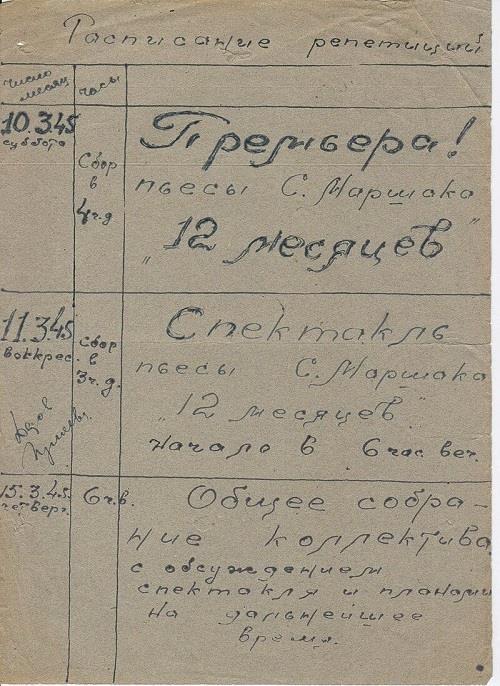 Расписание репетиций
число месяц
часы
10.3.45
суббота
Сбор
в
4ч.д
Премьера!
пьесы С. Маршака
"12 месяцев"
11.3.45
воскрес.
Сбор
в
3ч.д.
Спектакль
пьесы С. Маршака
"12 месяцев".
Начало в 6 час веч.
15.3.45.
четверг.
6ч.в.
Общее собра-
ние коллектива
с обсуждением
спектакля и планами
на дальнейшее
время.